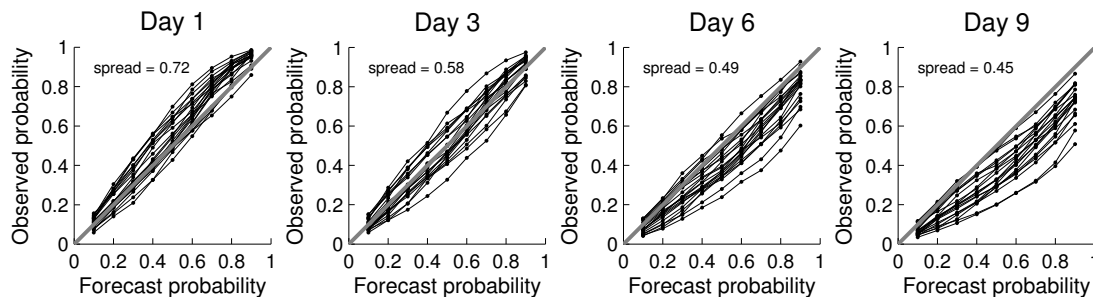 Day 1
Observed probability
1
0.8
0.6
0.4
0.2
0
spread = 0.72
0 0.2 0.4 0.6 0.8 1
Forecast probability
Day 3
Observed probability
1
0.8
0.6
0.4
0.2
0
spread = 0.58
0 0.2 0.4 0.6 0.8 1
Forecast probability
Day 6
Observed probability
1
0.8
0.6
0.4
0.2
0
spread = 0.49
0 0.2 0.4 0.6 0.8 1
Forecast probability
Day 9
Observed probability
1
0.8
0.6
0.4
0.2
0
spread = 0.45
0 0.2 0.4 0.6 0.8 1
Forecast probability